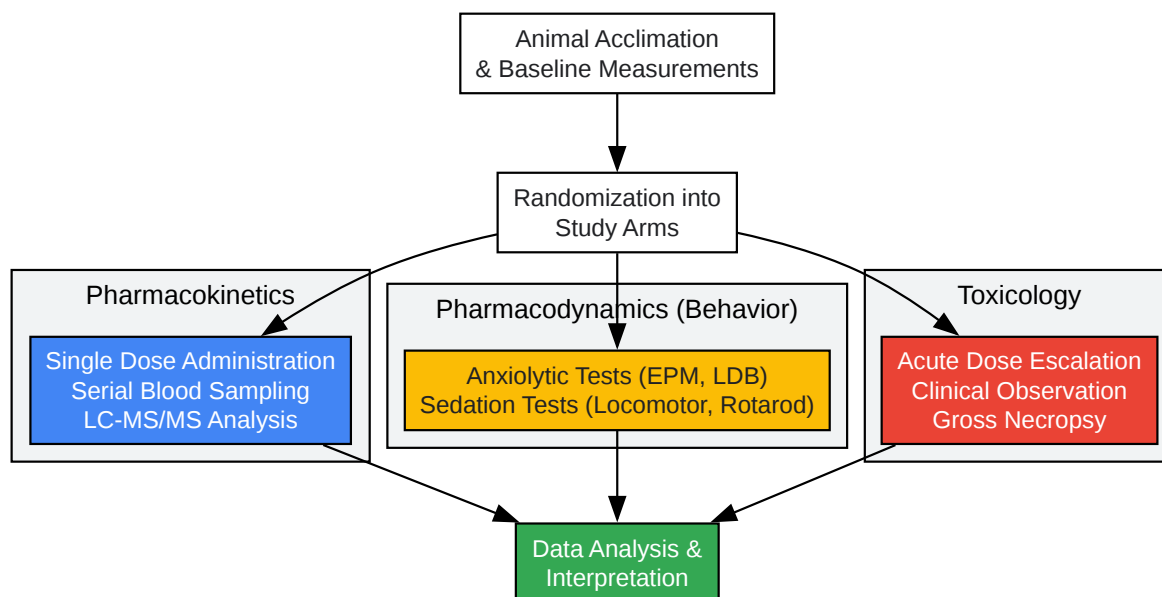 Animal Acclimation
& Baseline Measurements
Randomization into
Study Arms
Pharmacokinetics
Single Dose Administration
Serial Blood Sampling
LC-MS/MS Analysis
Pharmacodynamics (Behavior)
Anxiolytic Tests (EPM, LDB)
Sedation Tests (Locomotor, Rotarod)
Toxicology
Acute Dose Escalation
Clinical Observation
Gross Necropsy
Data Analysis &
Interpretation